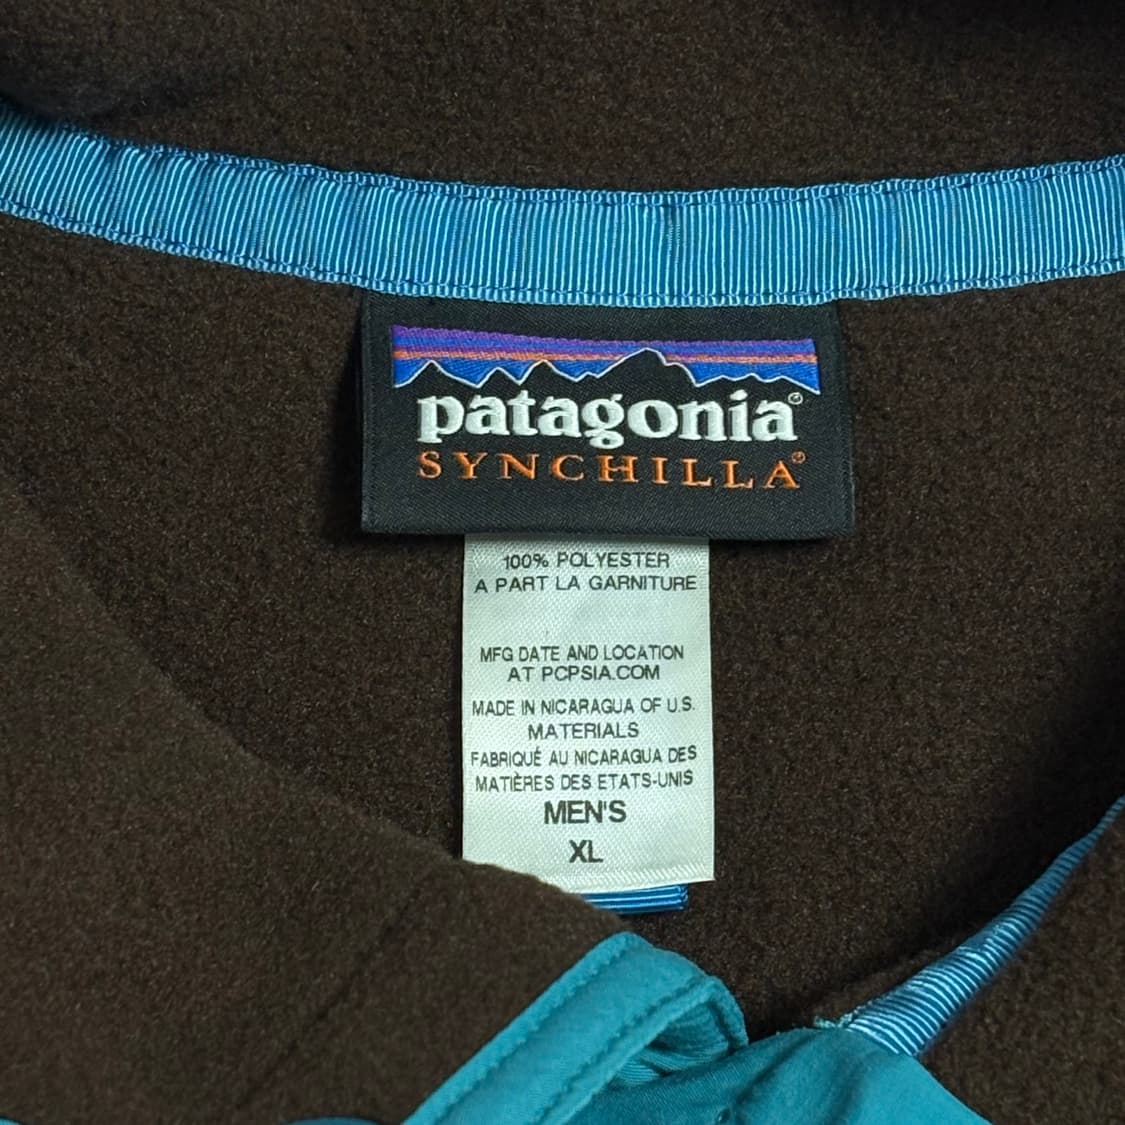 patagonia®
SYNCHILLA®
100% POLYESTER
A PART LA GARNITURE
MFG DATE AND LOCATION
AT PCPSIA.COM
MADE IN NICARAGUA OF U.S.
MATERIALS
FABRIQUÉ AU NICARAGUA DES
MATIÈRES DES ETATS-UNIS
MEN'S
XL